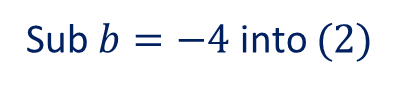 Sub b = −4 into (2)